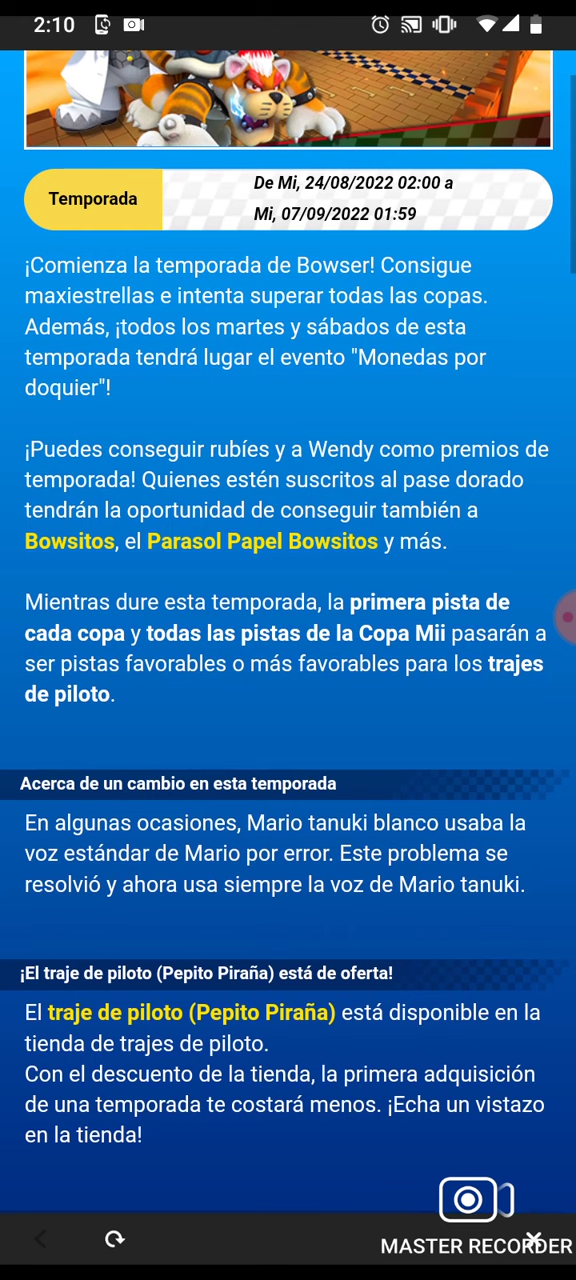 2:10
Temporada
De Mi, 24/08/2022 02:00 a
Mi, 07/09/2022 01:59
¡Comienza la temporada de Bowser! Consigue
maxiestrellas e intenta superar todas las copas.
Además, ¡todos los martes y sábados de esta
temporada tendrá lugar el evento "Monedas por
doquier"!
¡Puedes conseguir rubíes y a Wendy como premios de
temporada! Quienes estén suscritos al pase dorado
tendrán la oportunidad de conseguir también a
Bowsitos, el Parasol Papel Bowsitos y más.
Mientras dure esta temporada, la primera pista de
cada copa y todas las pistas de la Copa Mii pasarán a
ser pistas favorables o más favorables para los trajes
de piloto.
Acerca de un cambio en esta temporada
En algunas ocasiones, Mario tanuki blanco usaba la
voz estándar de Mario por error. Este problema se
resolvió y ahora usa siempre la voz de Mario tanuki.
¡El traje de piloto (Pepito Piraña) está de oferta!
El traje de piloto (Pepito Piraña) está disponible en la
tienda de trajes de piloto.
Con el descuento de la tienda, la primera adquisición
de una temporada te costará menos. ¡Echa un vistazo
en la tienda!
MASTER RECORDER